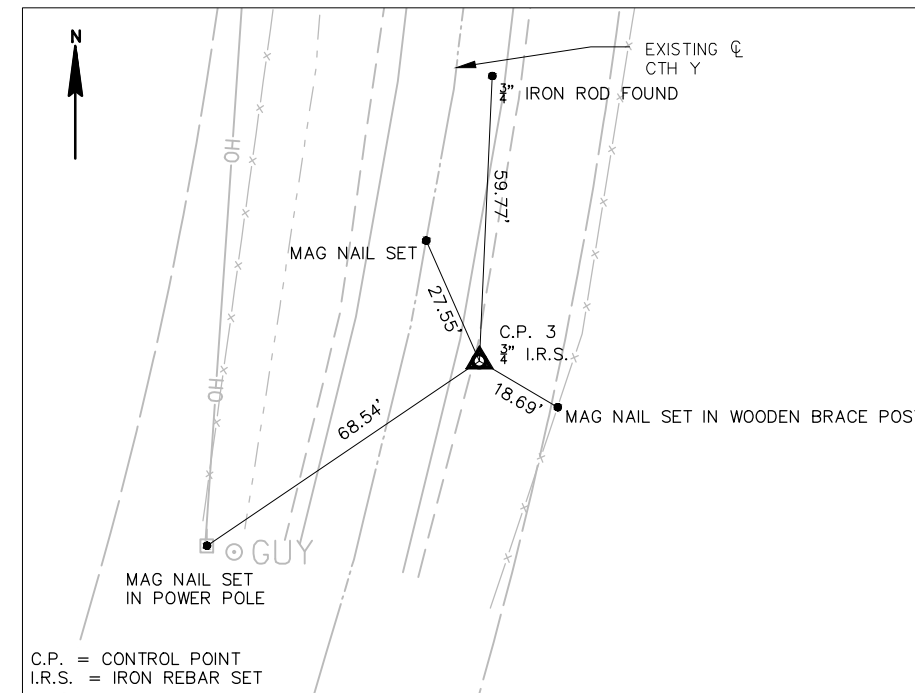 N
EXISTING ℄
CTH Y
3/4" IRON ROD FOUND
OH
59.77'
MAG NAIL SET
27.55'
C.P. 3
3/4" I.R.S.
OH
18.69'
68.54'
MAG NAIL SET IN WOODEN BRACE POST
GUY
MAG NAIL SET
IN POWER POLE
C.P. = CONTROL POINT
I.R.S. = IRON REBAR SET